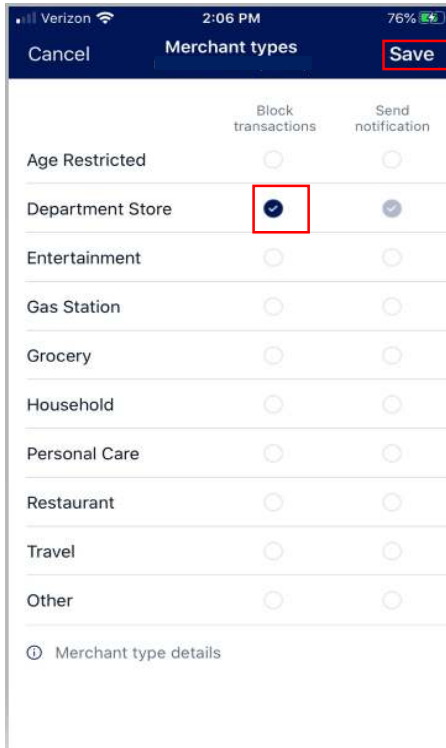 Verizon 2:06 PM 76%
Cancel Merchant types Save
Block Send
transactions notification
Age Restricted
Department Store
Entertainment
Gas Station
Grocery
Household
Personal Care
Restaurant
Travel
Other
Merchant type details